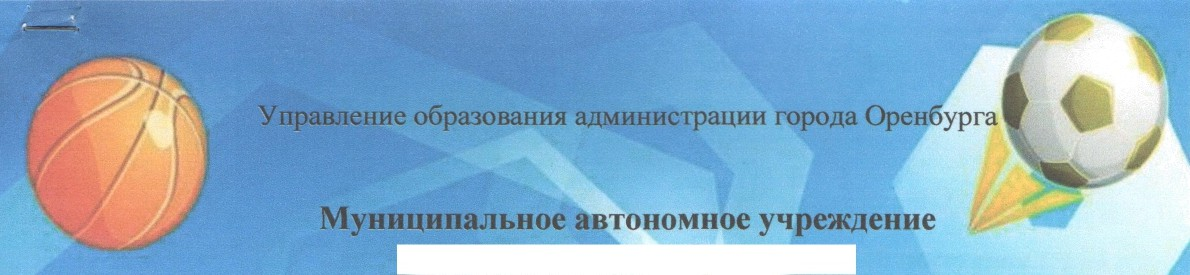 Управление образования администрации города Оренбурга
Муниципальное автономное учреждение